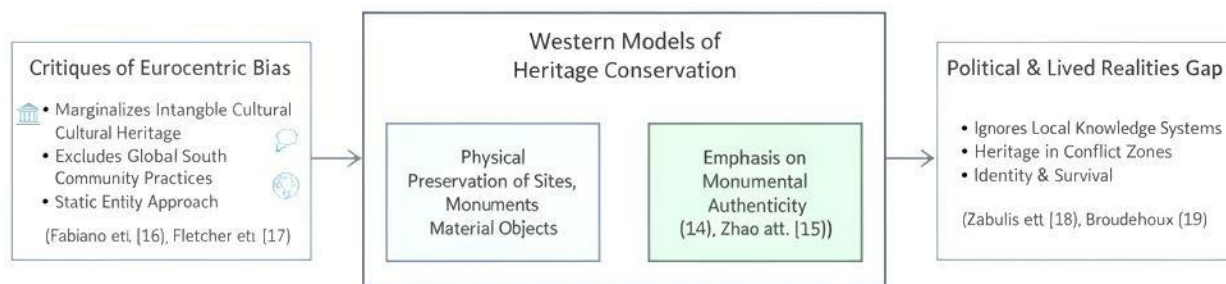 Critiques of Eurocentric Bias
• Marginalizes Intangble Cultural
Cultural Heritage
• Excludes Global South
Community Practices
• Static Entity Approach
(Fabiano etı, [16), Fletcher etı [17)
Western Models of
Heritage Conservation
Physical
Preservation of Sites,
Monuments
Material Objects
Emphasis on
Monumental
Authenticity
(14), Zhao att. [15))
Political & Lived Realities Gap
• Ignores Local Knowledge Systems
• Heritage in Conflict Zones
• Identity & Survival
(Zabulis ett [18), Broudehoux (19)